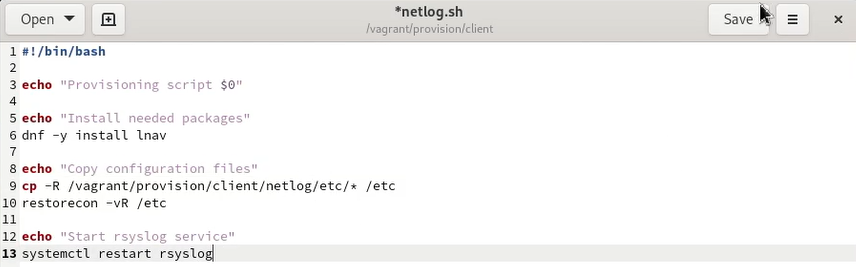 Open
*netlog.sh
/vagrant/provision/client
Save
1 #!/bin/bash
2
3 echo "Provisioning script $0"
4
5 echo "Install needed packages"
6 dnf -y install lnav
7
8 echo "Copy configuration files"
9 cp -R /vagrant/provision/client/netlog/etc/* /etc
10 restorecon -vR /etc
11
12 echo "Start rsyslog service"
13 systemctl restart rsyslog